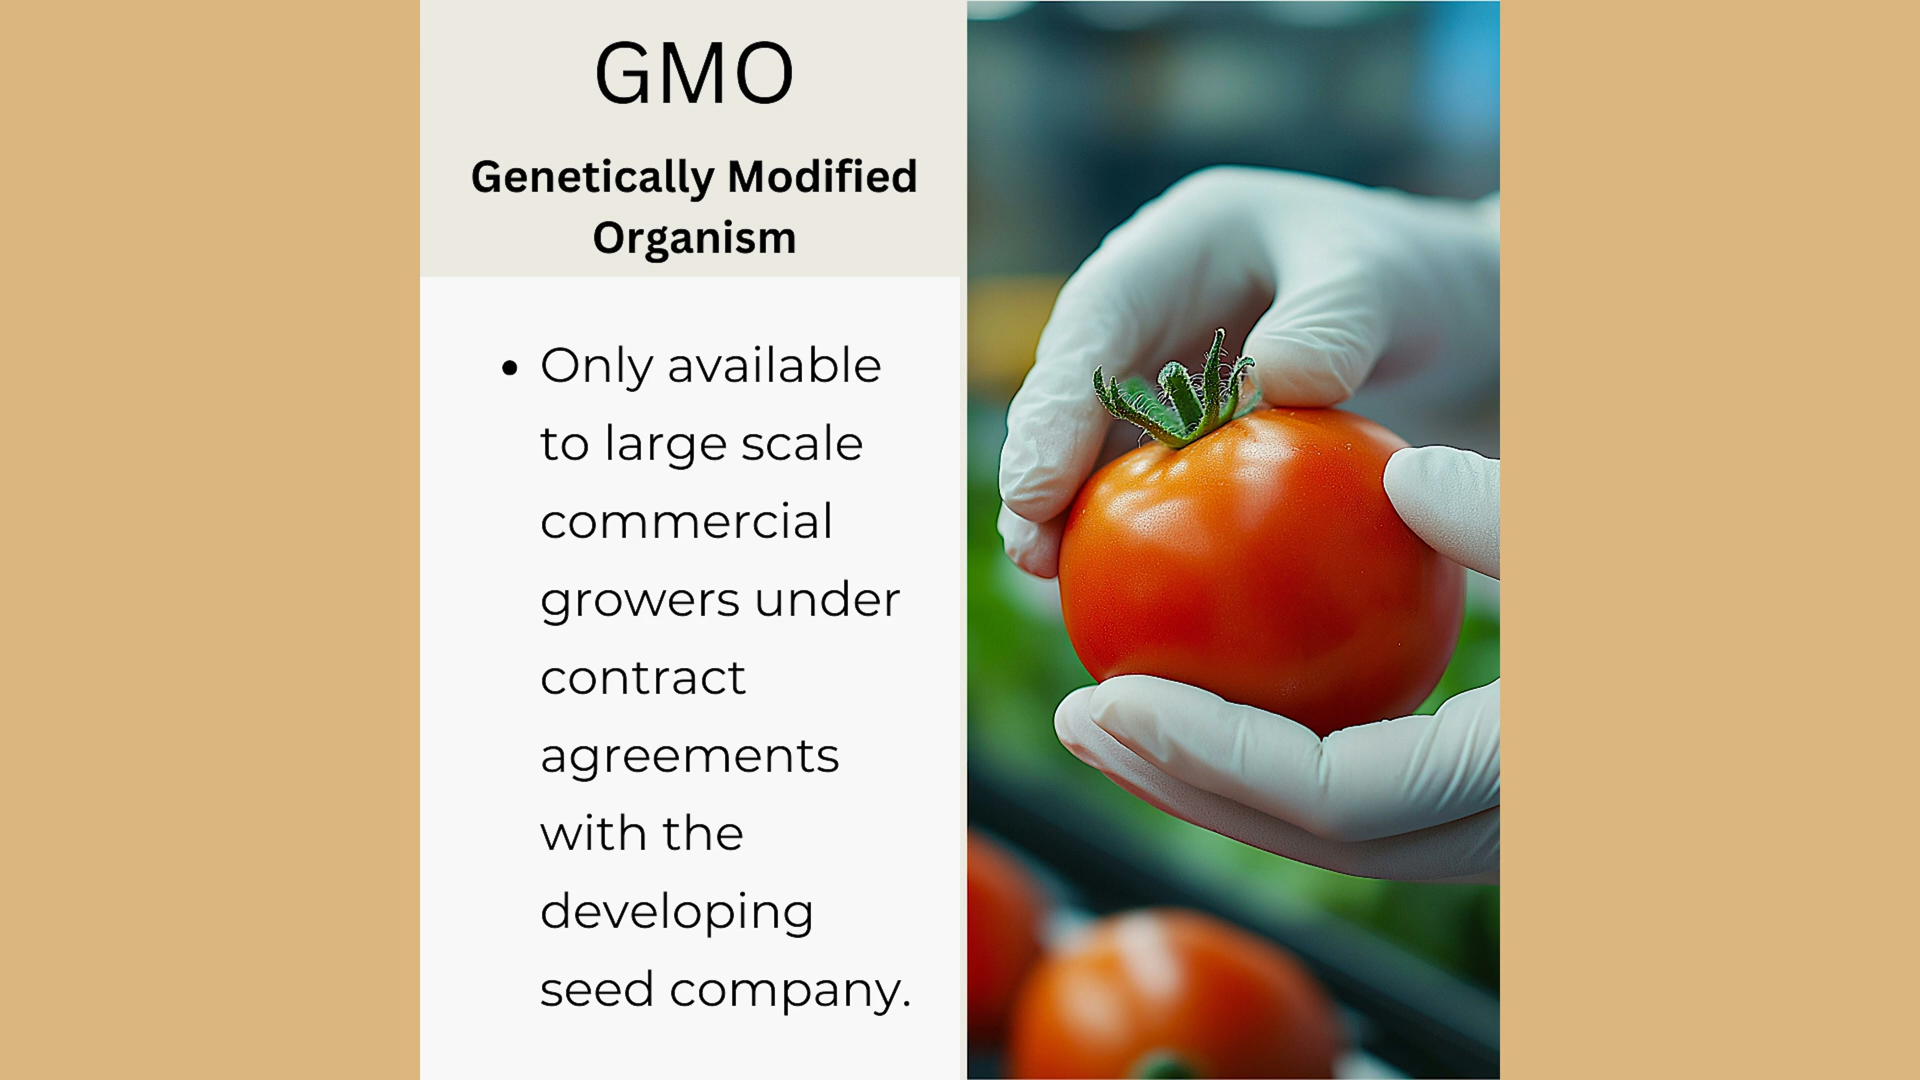 GMO
Genetically Modified
Organism
• Only available
to large scale
commercial
growers under
contract
agreements
with the
developing
seed company.